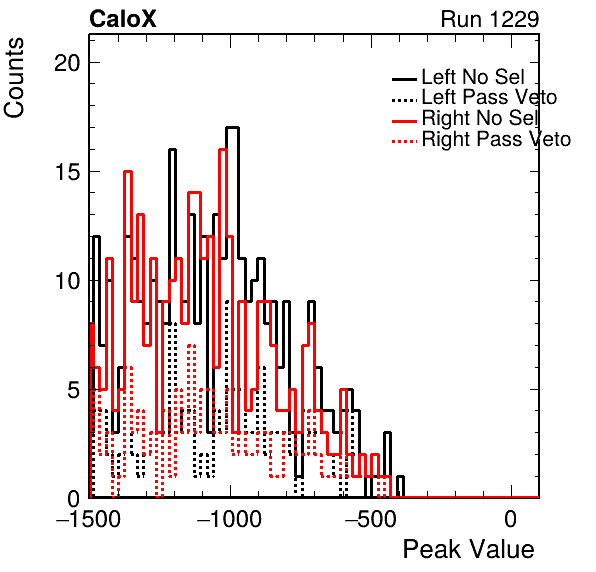 CaloX Run 1229
Counts
20
15
10
5
0
Left No Sel
Left Pass Veto
Right No Sel
Right Pass Veto
−1500 −1000 −500 0
Peak Value